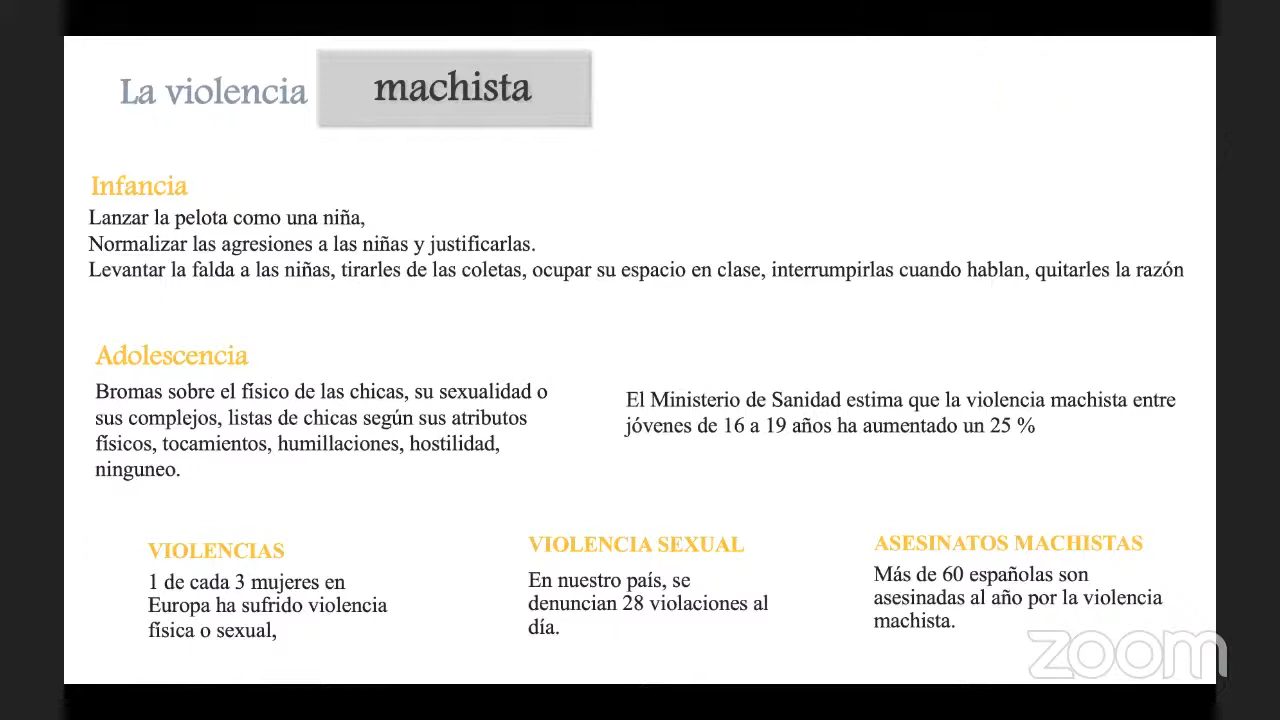 La violencia machista
Infancia
Lanzar la pelota como una niña,
Normalizar las agresiones a las niñas y justificarlas.
Levantar la falda a las niñas, tirarles de las coletas, ocupar su espacio en clase, interrumpirlas cuando hablan, quitarles la razón
Adolescencia
Bromas sobre el físico de las chicas, su sexualidad o
sus complejos, listas de chicas según sus atributos
físicos, tocamientos, humillaciones, hostilidad,
ninguneo.
El Ministerio de Sanidad estima que la violencia machista entre
jóvenes de 16 a 19 años ha aumentado un 25 %
VIOLENCIAS
1 de cada 3 mujeres en
Europa ha sufrido violencia
física o sexual,
VIOLENCIA SEXUAL
En nuestro país, se
denuncian 28 violaciones al
día.
ASESINATOS MACHISTAS
Más de 60 españolas son
asesinadas al año por la violencia
machista.
zoom